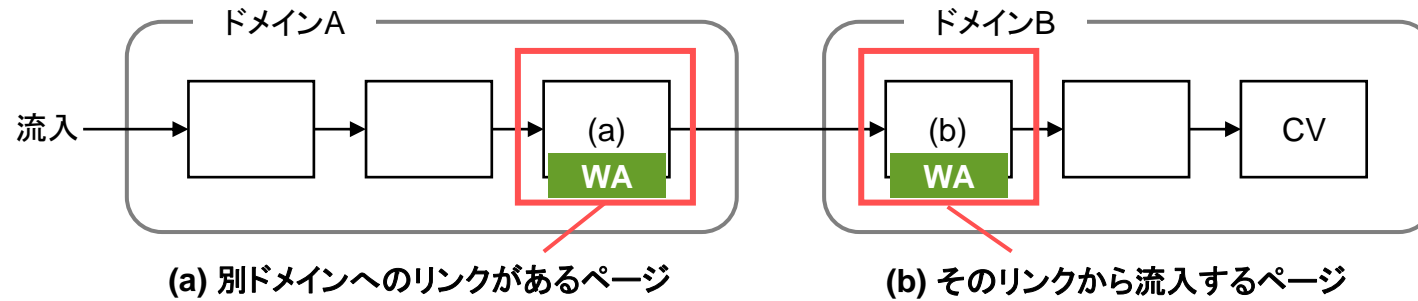 ドメインA
ドメインB
流入
(a)
WA
(b)
WA
CV
(a) 別ドメインへのリンクがあるページ
(b) そのリンクから流入するページ